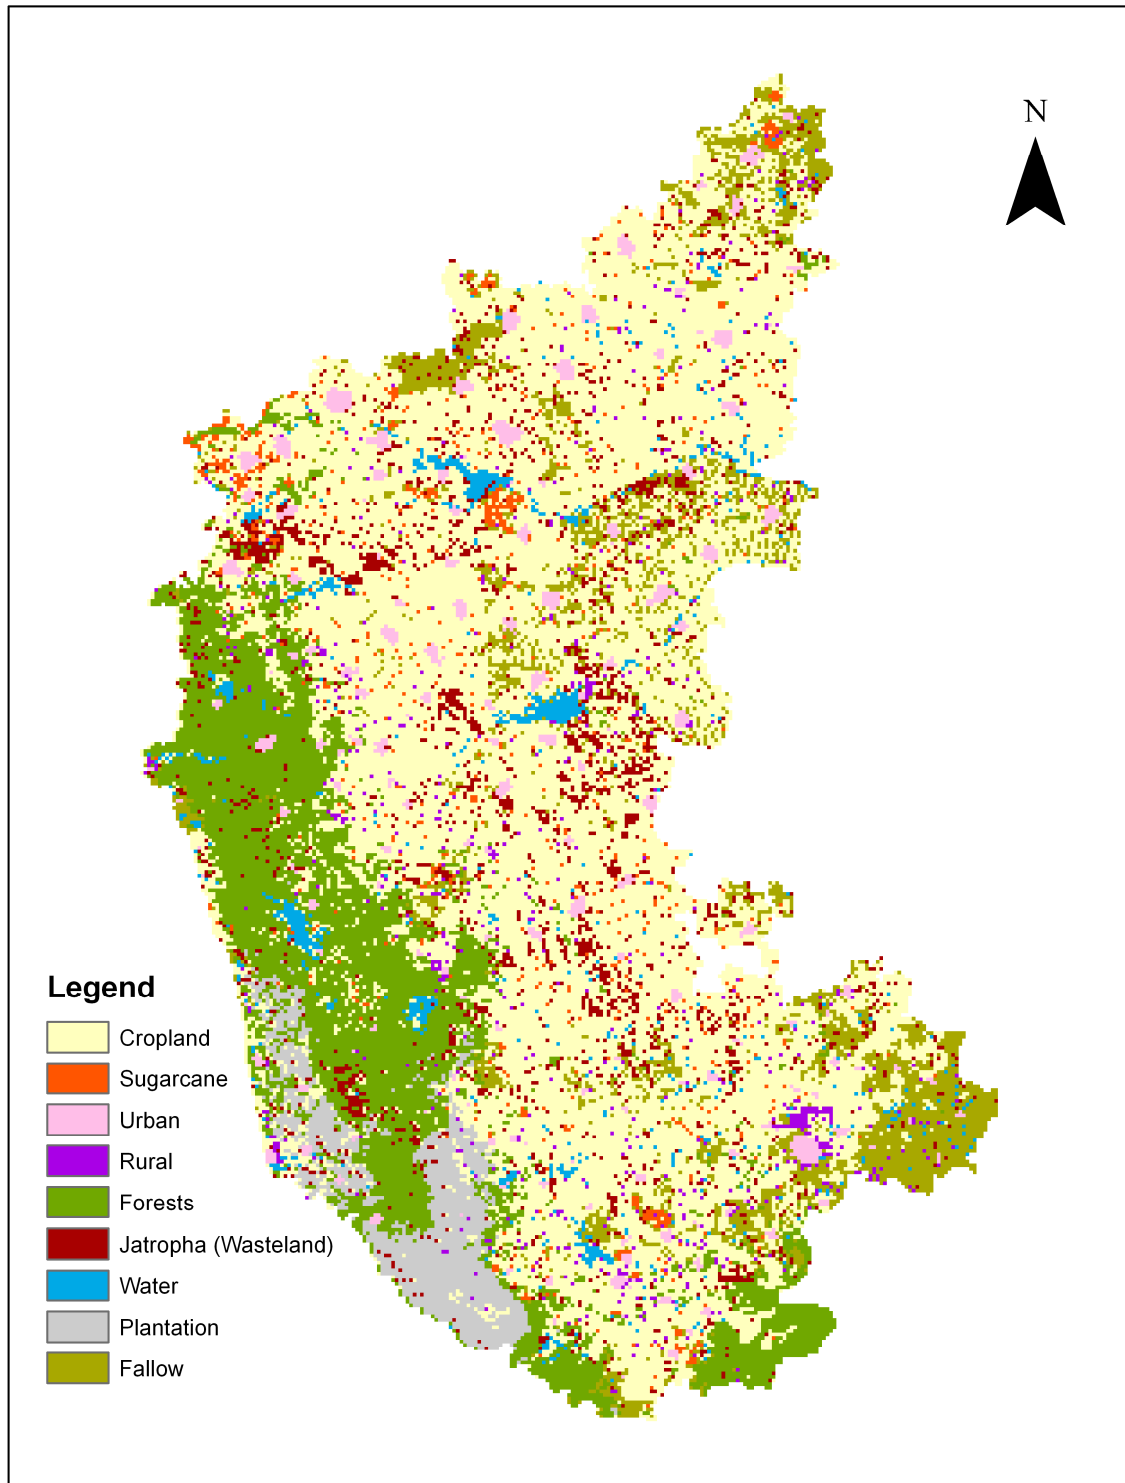 N
Legend
Cropland
Sugarcane
Urban
Rural
Forests
Jatropha (Wasteland)
Water
Plantation
Fallow